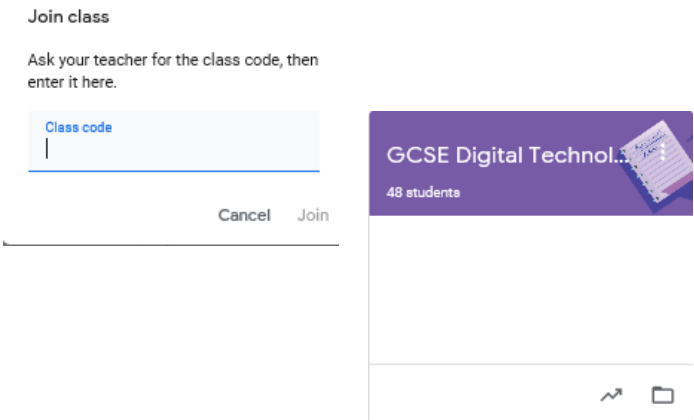 Join class
Ask your teacher for the class code, then
enter it here.
Class code
Cancel Join
GCSE Digital Technol...
48 students